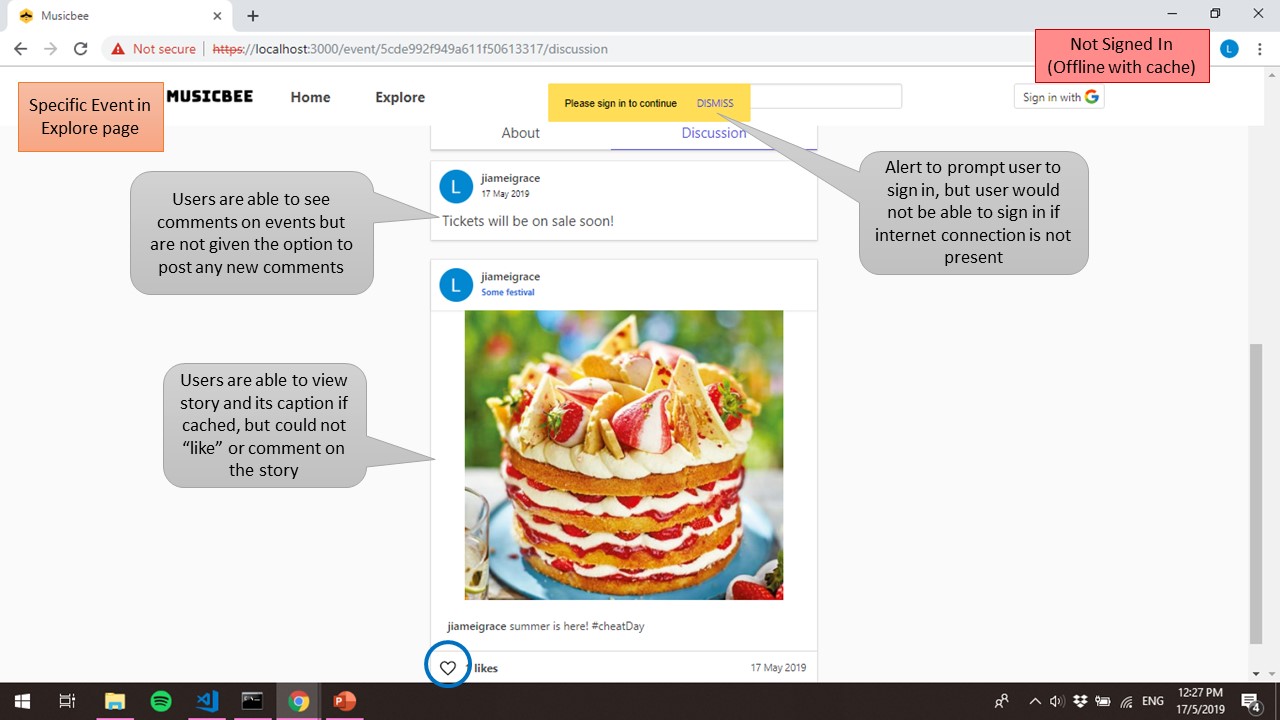 Musicbee
Not secure
https://localhost:3000/event/5cde992f949a611f50613317/discussion
L
Not Signed In
(Offline with cache)
Specific Event in
Explore page
MUSICBEE
Home
Explore
Please sign in to continue
DISMISS
Sign in with
About
Discussion
L
jiameigrace
17 May 2019
Tickets will be on sale soon!
Users are able to see
comments on events but
are not given the option to
post any new comments
Alert to prompt user to
sign in, but user would
not be able to sign in if
internet connection is not
present
L
jiameigrace
Some festival
Users are able to view
story and its caption if
cached, but could not
“like” or comment on
the story
jiameigrace summer is here! #cheatDay
likes
17 May 2019
ENG
12:27 PM
17/5/2019
4